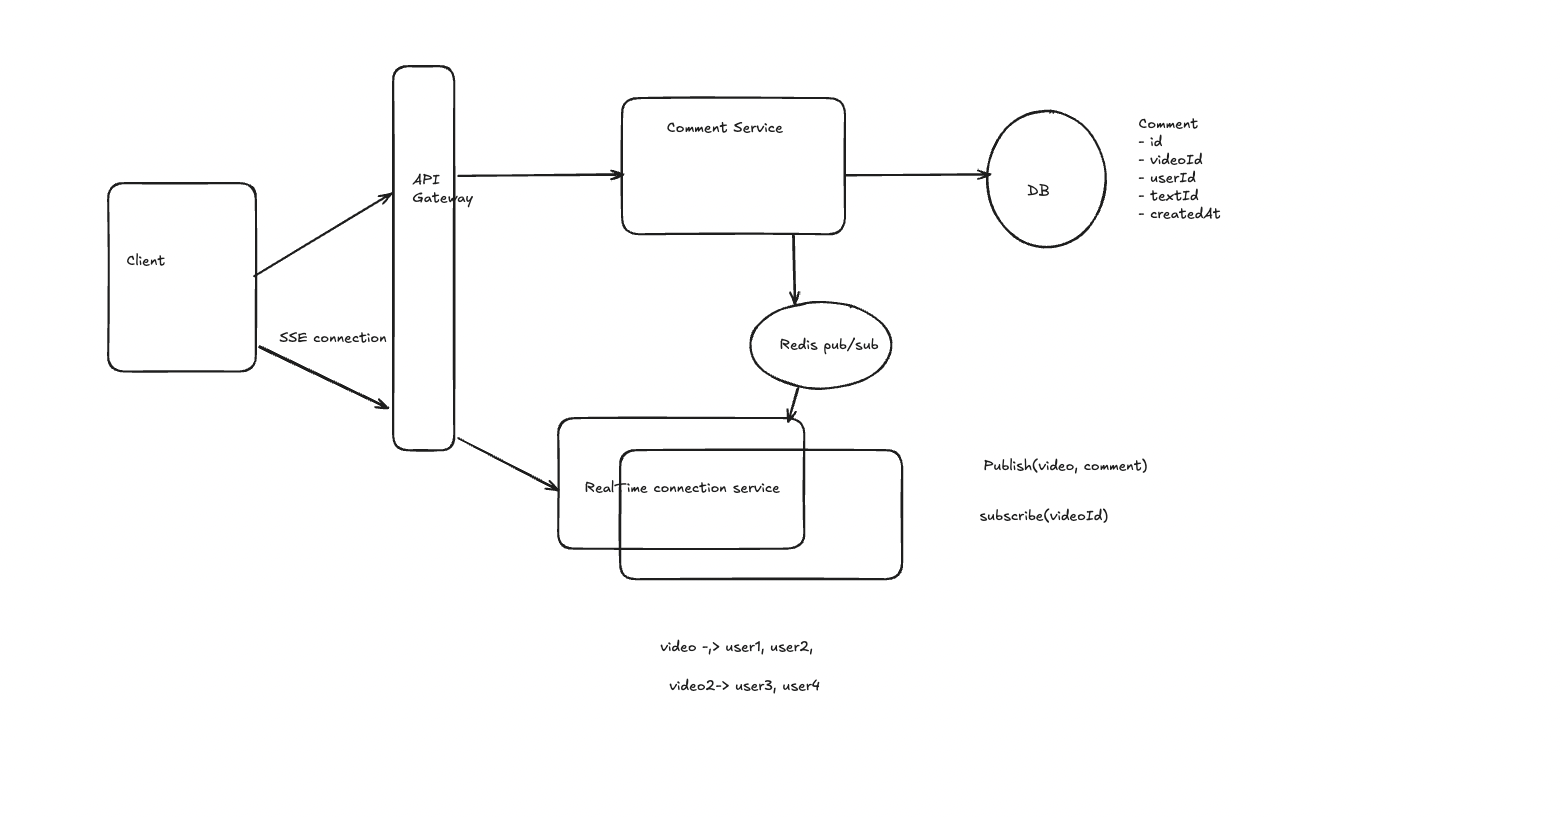 Comment Service
Comment
- id
- videoId
- userId
- textId
- createdAt
API
Gateway
DB
Client
SSE connection
Redis pub/sub
RealTime connection service
Publish(video, comment)
subscribe(videoId)
video -,> user1, user2,
video2-> user3, user4